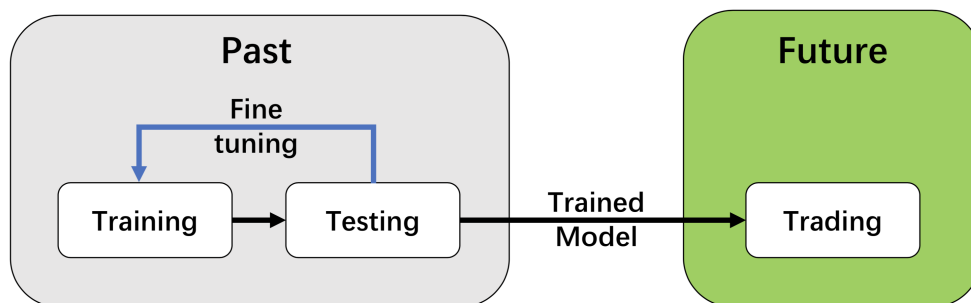 Past
Future
Fine
tuning
Training
Testing
Trained
Model
Trading